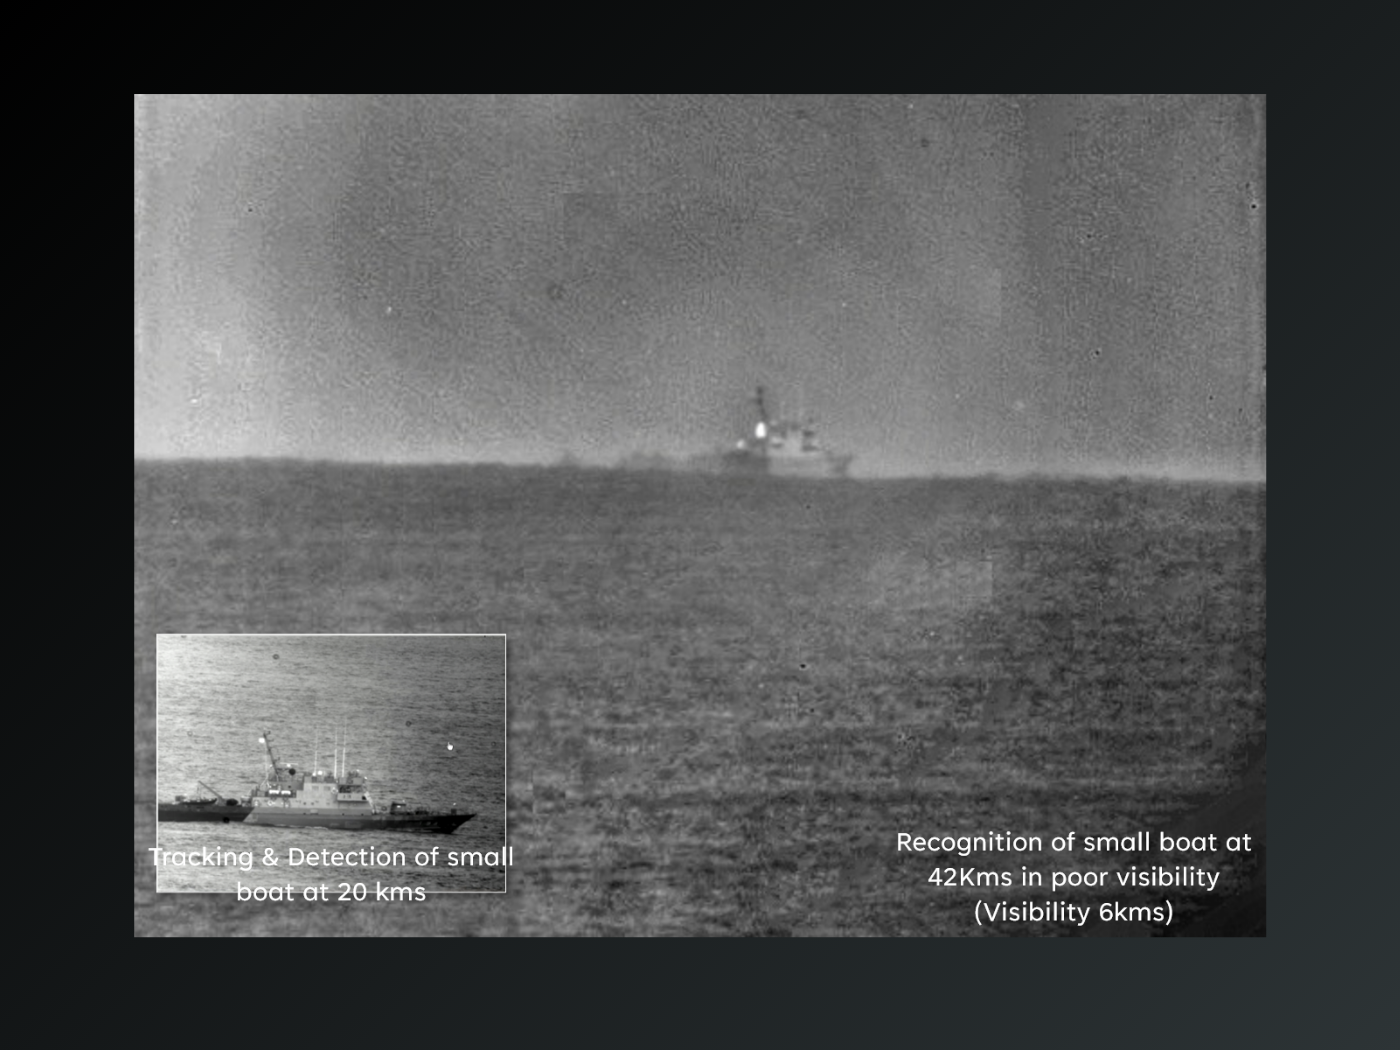 Tracking & Detection of small
boat at 20 kms
Recognition of small boat at
42Kms in poor visibility
(Visibility 6kms)